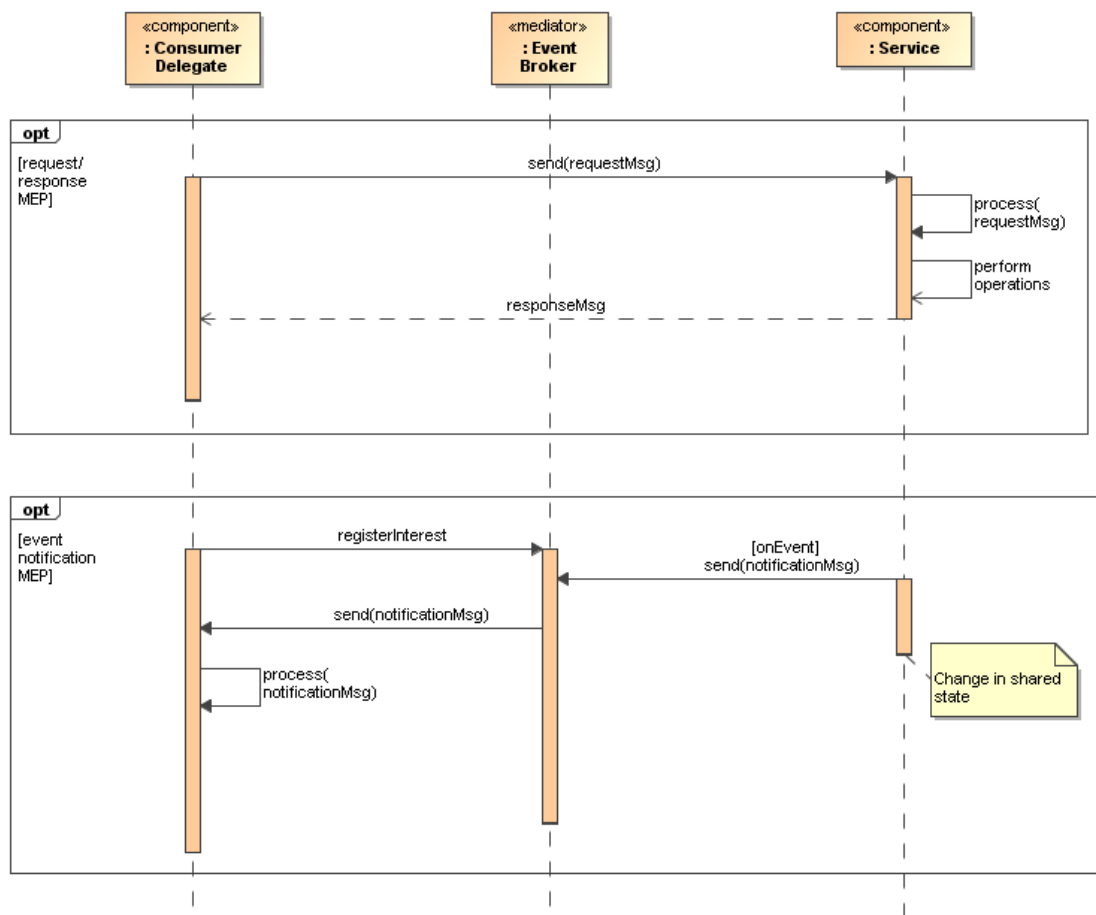 «component»
: Consumer
Delegate
«mediator»
: Event
Broker
«component»
: Service
opt
[request/
response
MEP]
send(requestMsg)
process(
requestMsg)
perform
operations
responseMsg
opt
[event
notification
MEP]
registerInterest
[onEvent]
send(notificationMsg)
send(notificationMsg)
process(
notificationMsg)
Change in shared
state